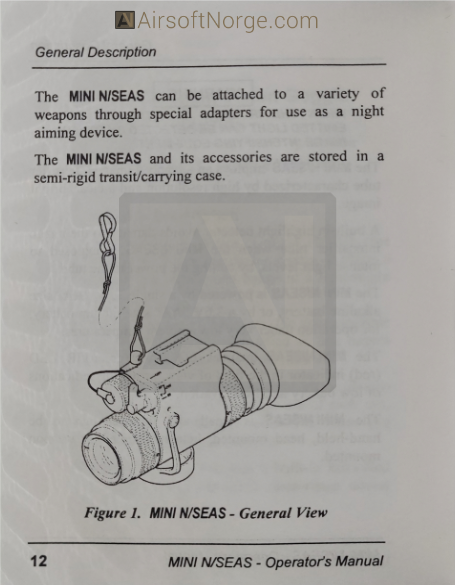 AirsoftNorge.com
General Description
The MINI N/SEAS can be attached to a variety of
weapons through special adapters for use as a night
aiming device.
The MINI N/SEAS and its accessories are stored in a
semi-rigid transit/carrying case.
Figure 1. MINI N/SEAS - General View
12 MINI N/SEAS - Operator's Manual